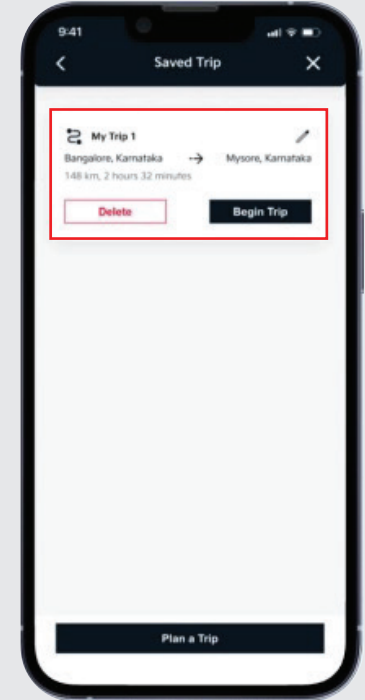 9:41
Saved Trip
My Trip 1
Bangalore, Karnataka Mysore, Karnataka
148 km, 2 hours 32 minutes
Delete Begin Trip
Plan a Trip